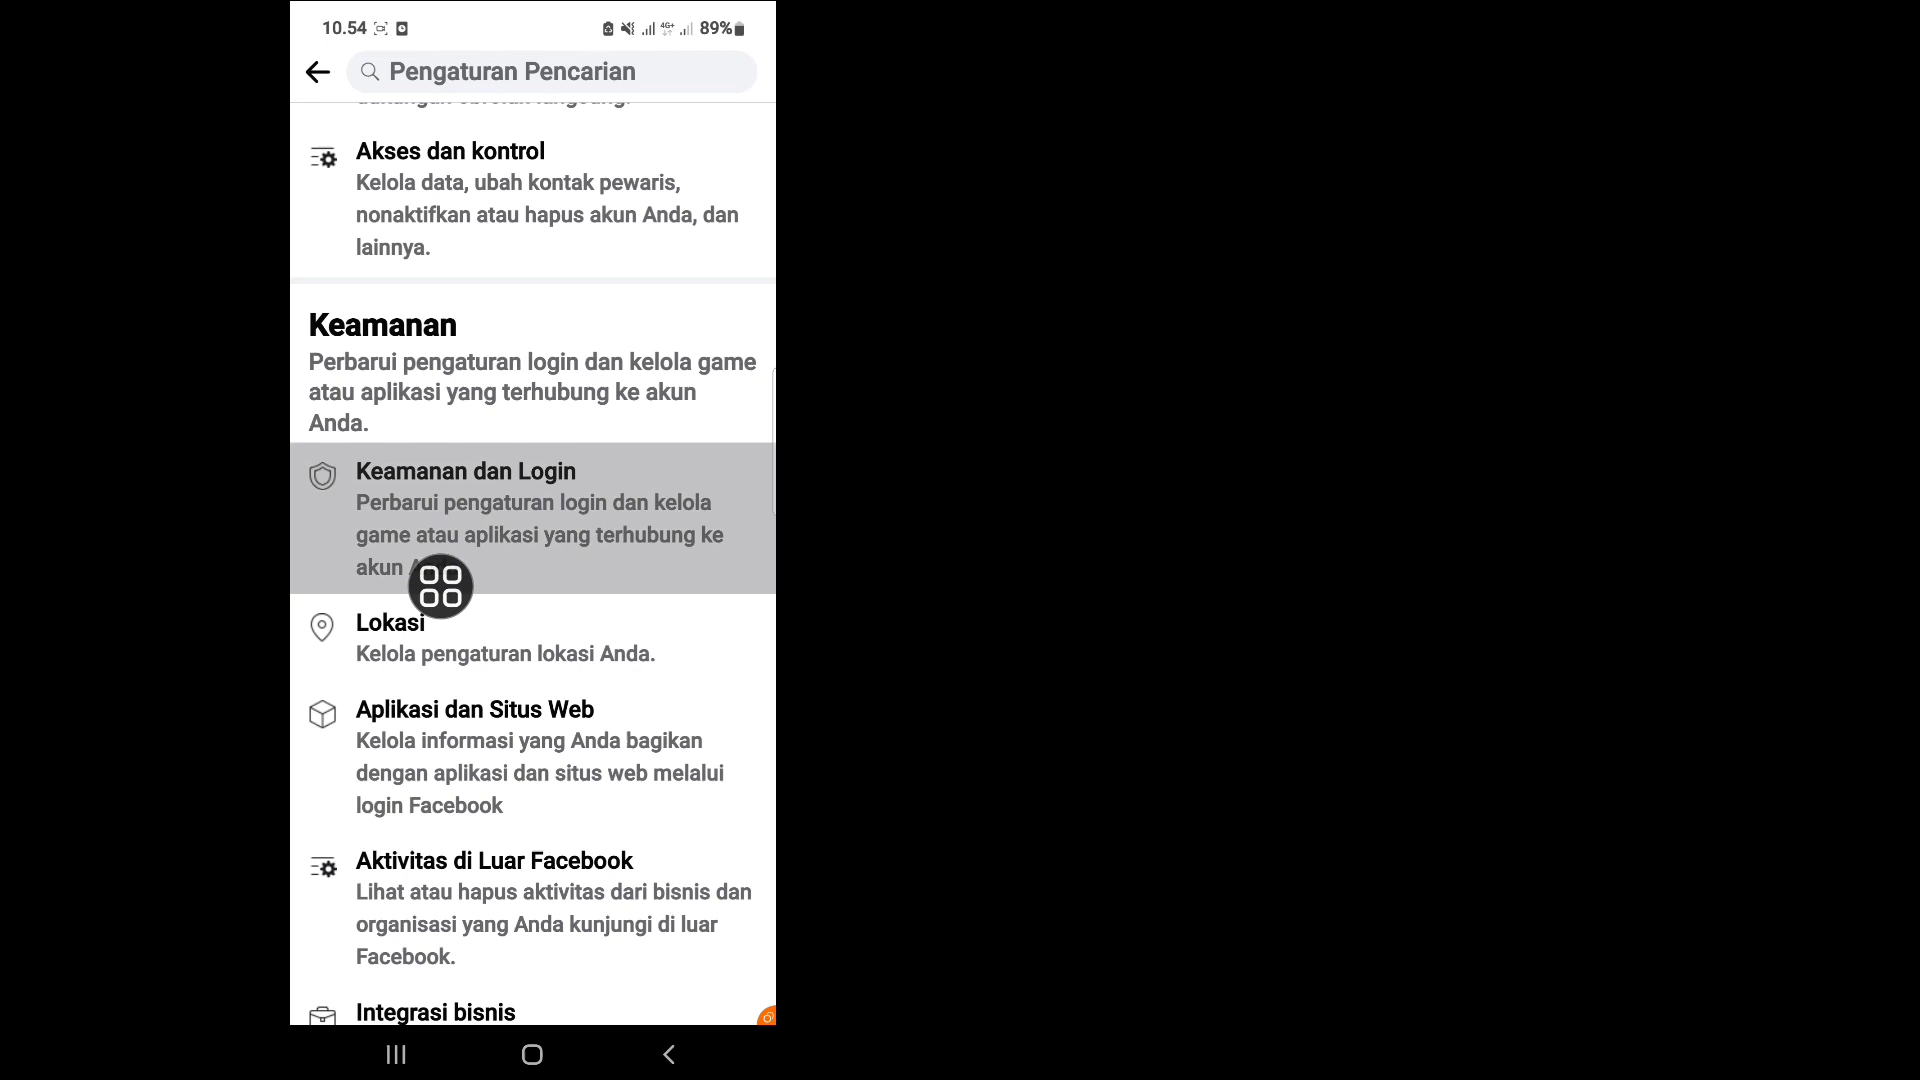 10.54
4G+
89%
Pengaturan Pencarian
Akses dan kontrol
Kelola data, ubah kontak pewaris,
nonaktifkan atau hapus akun Anda, dan
lainnya.
Keamanan
Perbarui pengaturan login dan kelola game
atau aplikasi yang terhubung ke akun
Anda.
Keamanan dan Login
Perbarui pengaturan login dan kelola
game atau aplikasi yang terhubung ke
akun
Lokasi
Kelola pengaturan lokasi Anda.
Aplikasi dan Situs Web
Kelola informasi yang Anda bagikan
dengan aplikasi dan situs web melalui
login Facebook
Aktivitas di Luar Facebook
Lihat atau hapus aktivitas dari bisnis dan
organisasi yang Anda kunjungi di luar
Facebook.
Integrasi bisnis